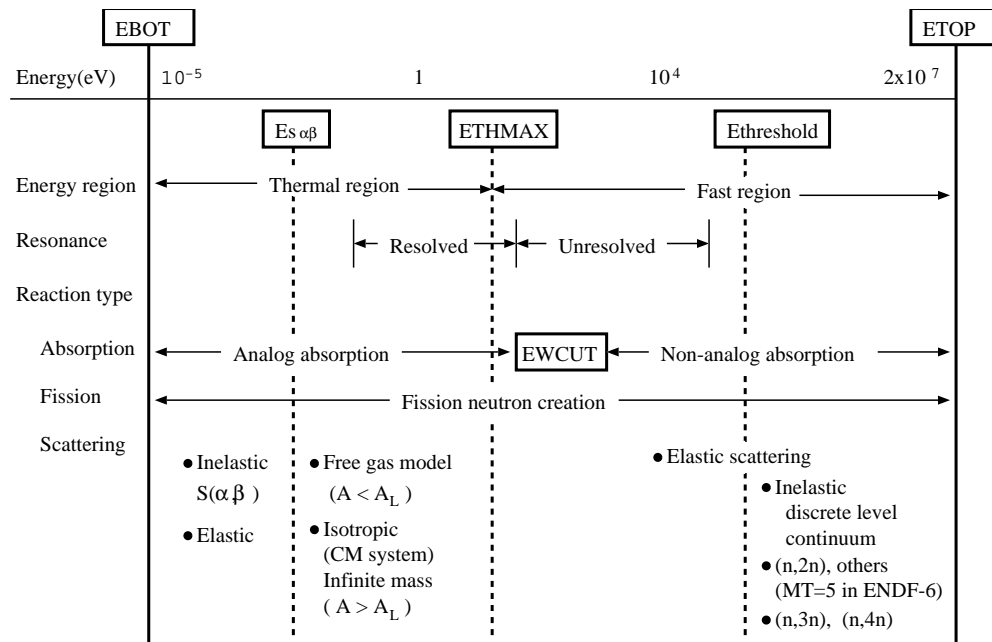 EBOT ETOP
Energy(eV) 10⁻⁵ 1 10⁴ 2x10⁷
Es αβ ETHMAX Ethreshold
Energy region Thermal region Fast region
Resonance Resolved Unresolved
Reaction type
Absorption Analog absorption EWCUT Non-analog absorption
Fission Fission neutron creation
Scattering
● Inelastic
S(α,β)
● Elastic
● Free gas model
(A < A_L)
● Isotropic
(CM system)
Infinite mass
( A > A_L)
● Elastic scattering
● Inelastic
discrete level
continuum
● (n,2n), others
(MT=5 in ENDF-6)
● (n,3n), (n,4n)